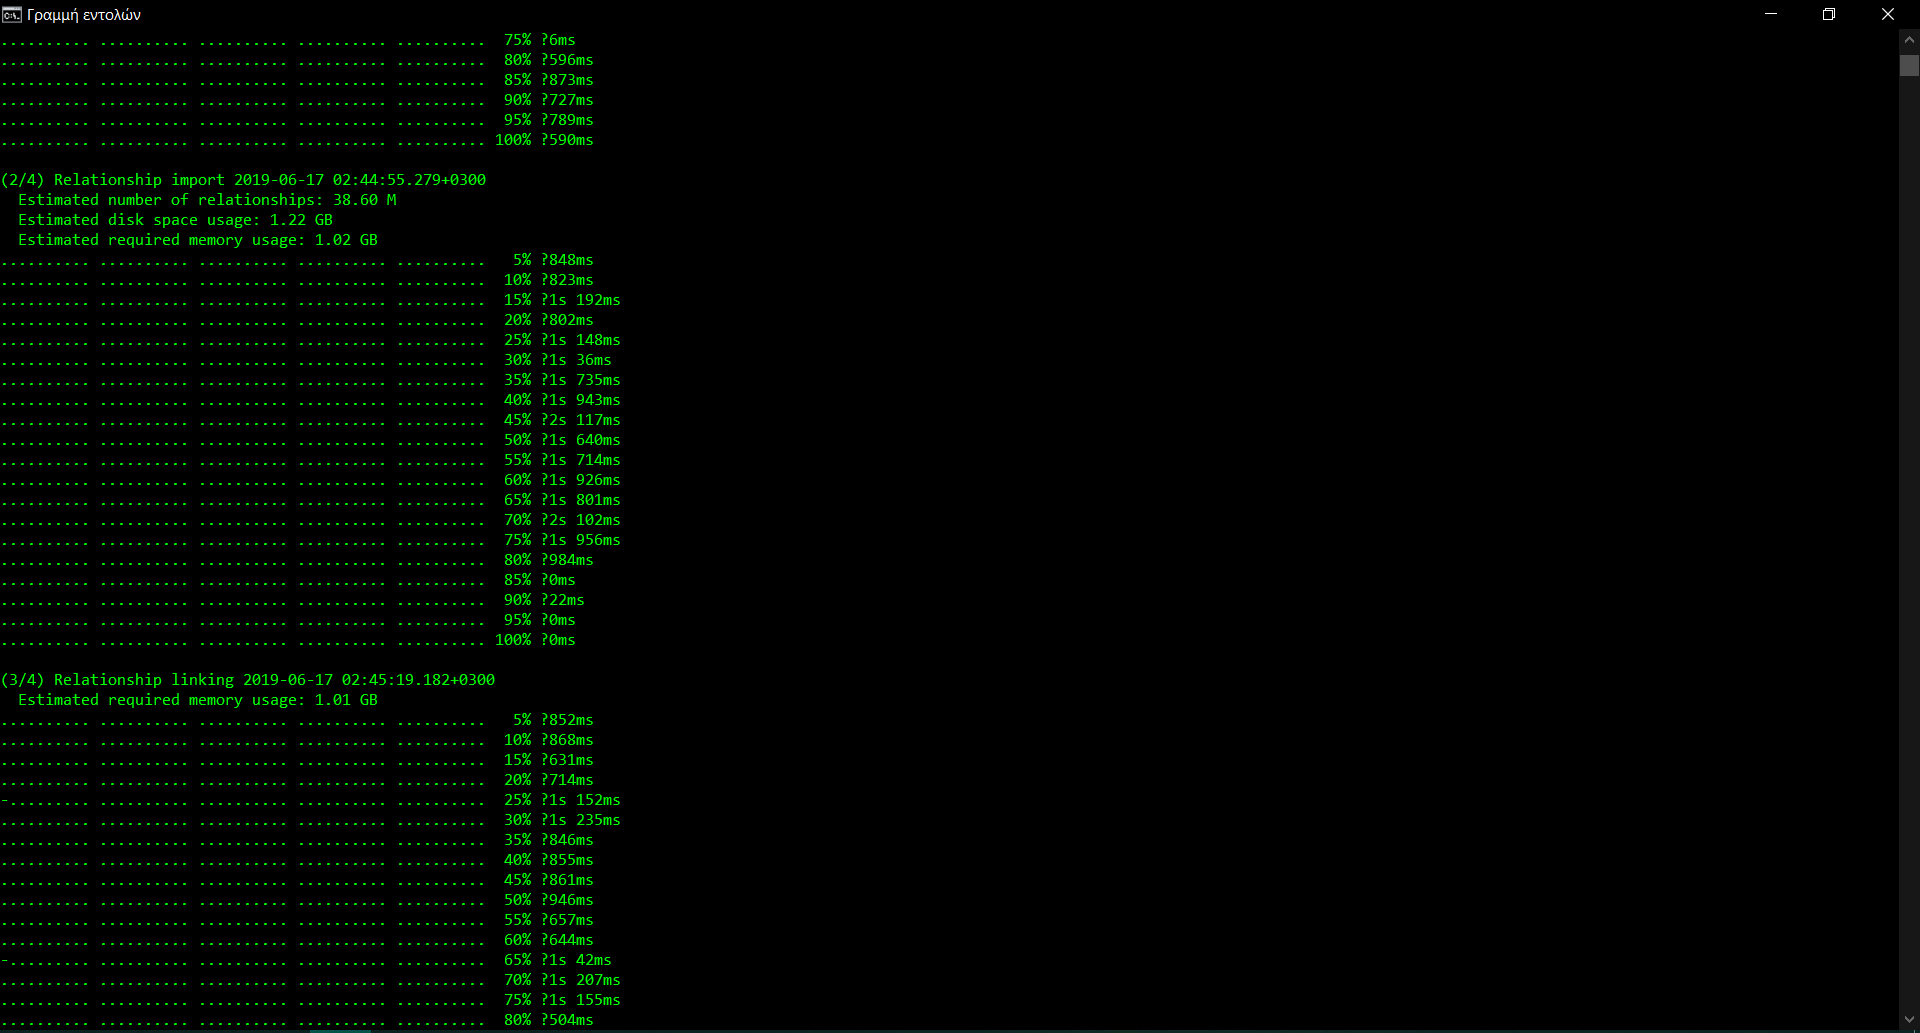 Γραμμή εντολών
.......... .......... .......... .......... ..........  75% ?6ms
.......... .......... .......... .......... ..........  80% ?596ms
.......... .......... .......... .......... ..........  85% ?873ms
.......... .......... .......... .......... ..........  90% ?727ms
.......... .......... .......... .......... ..........  95% ?789ms
.......... .......... .......... .......... .......... 100% ?590ms
(2/4) Relationship import 2019-06-17 02:44:55.279+0300
  Estimated number of relationships: 38.60 M
  Estimated disk space usage: 1.22 GB
  Estimated required memory usage: 1.02 GB
.......... .......... .......... .......... ..........   5% ?848ms
.......... .......... .......... .......... ..........  10% ?823ms
.......... .......... .......... .......... ..........  15% ?1s 192ms
.......... .......... .......... .......... ..........  20% ?802ms
.......... .......... .......... .......... ..........  25% ?1s 148ms
.......... .......... .......... .......... ..........  30% ?1s 36ms
.......... .......... .......... .......... ..........  35% ?1s 735ms
.......... .......... .......... .......... ..........  40% ?1s 943ms
.......... .......... .......... .......... ..........  45% ?2s 117ms
.......... .......... .......... .......... ..........  50% ?1s 640ms
.......... .......... .......... .......... ..........  55% ?1s 714ms
.......... .......... .......... .......... ..........  60% ?1s 926ms
.......... .......... .......... .......... ..........  65% ?1s 801ms
.......... .......... .......... .......... ..........  70% ?2s 102ms
.......... .......... .......... .......... ..........  75% ?1s 956ms
.......... .......... .......... .......... ..........  80% ?984ms
.......... .......... .......... .......... ..........  85% ?0ms
.......... .......... .......... .......... ..........  90% ?22ms
.......... .......... .......... .......... ..........  95% ?0ms
.......... .......... .......... .......... .......... 100% ?0ms
(3/4) Relationship linking 2019-06-17 02:45:19.182+0300
  Estimated required memory usage: 1.01 GB
.......... .......... .......... .......... ..........   5% ?852ms
.......... .......... .......... .......... ..........  10% ?868ms
.......... .......... .......... .......... ..........  15% ?631ms
.......... .......... .......... .......... ..........  20% ?714ms
-......... .......... .......... .......... ..........  25% ?1s 152ms
.......... .......... .......... .......... ..........  30% ?1s 235ms
.......... .......... .......... .......... ..........  35% ?846ms
.......... .......... .......... .......... ..........  40% ?855ms
.......... .......... .......... .......... ..........  45% ?861ms
.......... .......... .......... .......... ..........  50% ?946ms
.......... .......... .......... .......... ..........  55% ?657ms
.......... .......... .......... .......... ..........  60% ?644ms
-......... .......... .......... .......... ..........  65% ?1s 42ms
.......... .......... .......... .......... ..........  70% ?1s 207ms
.......... .......... .......... .......... ..........  75% ?1s 155ms
.......... .......... .......... .......... ..........  80% ?504ms